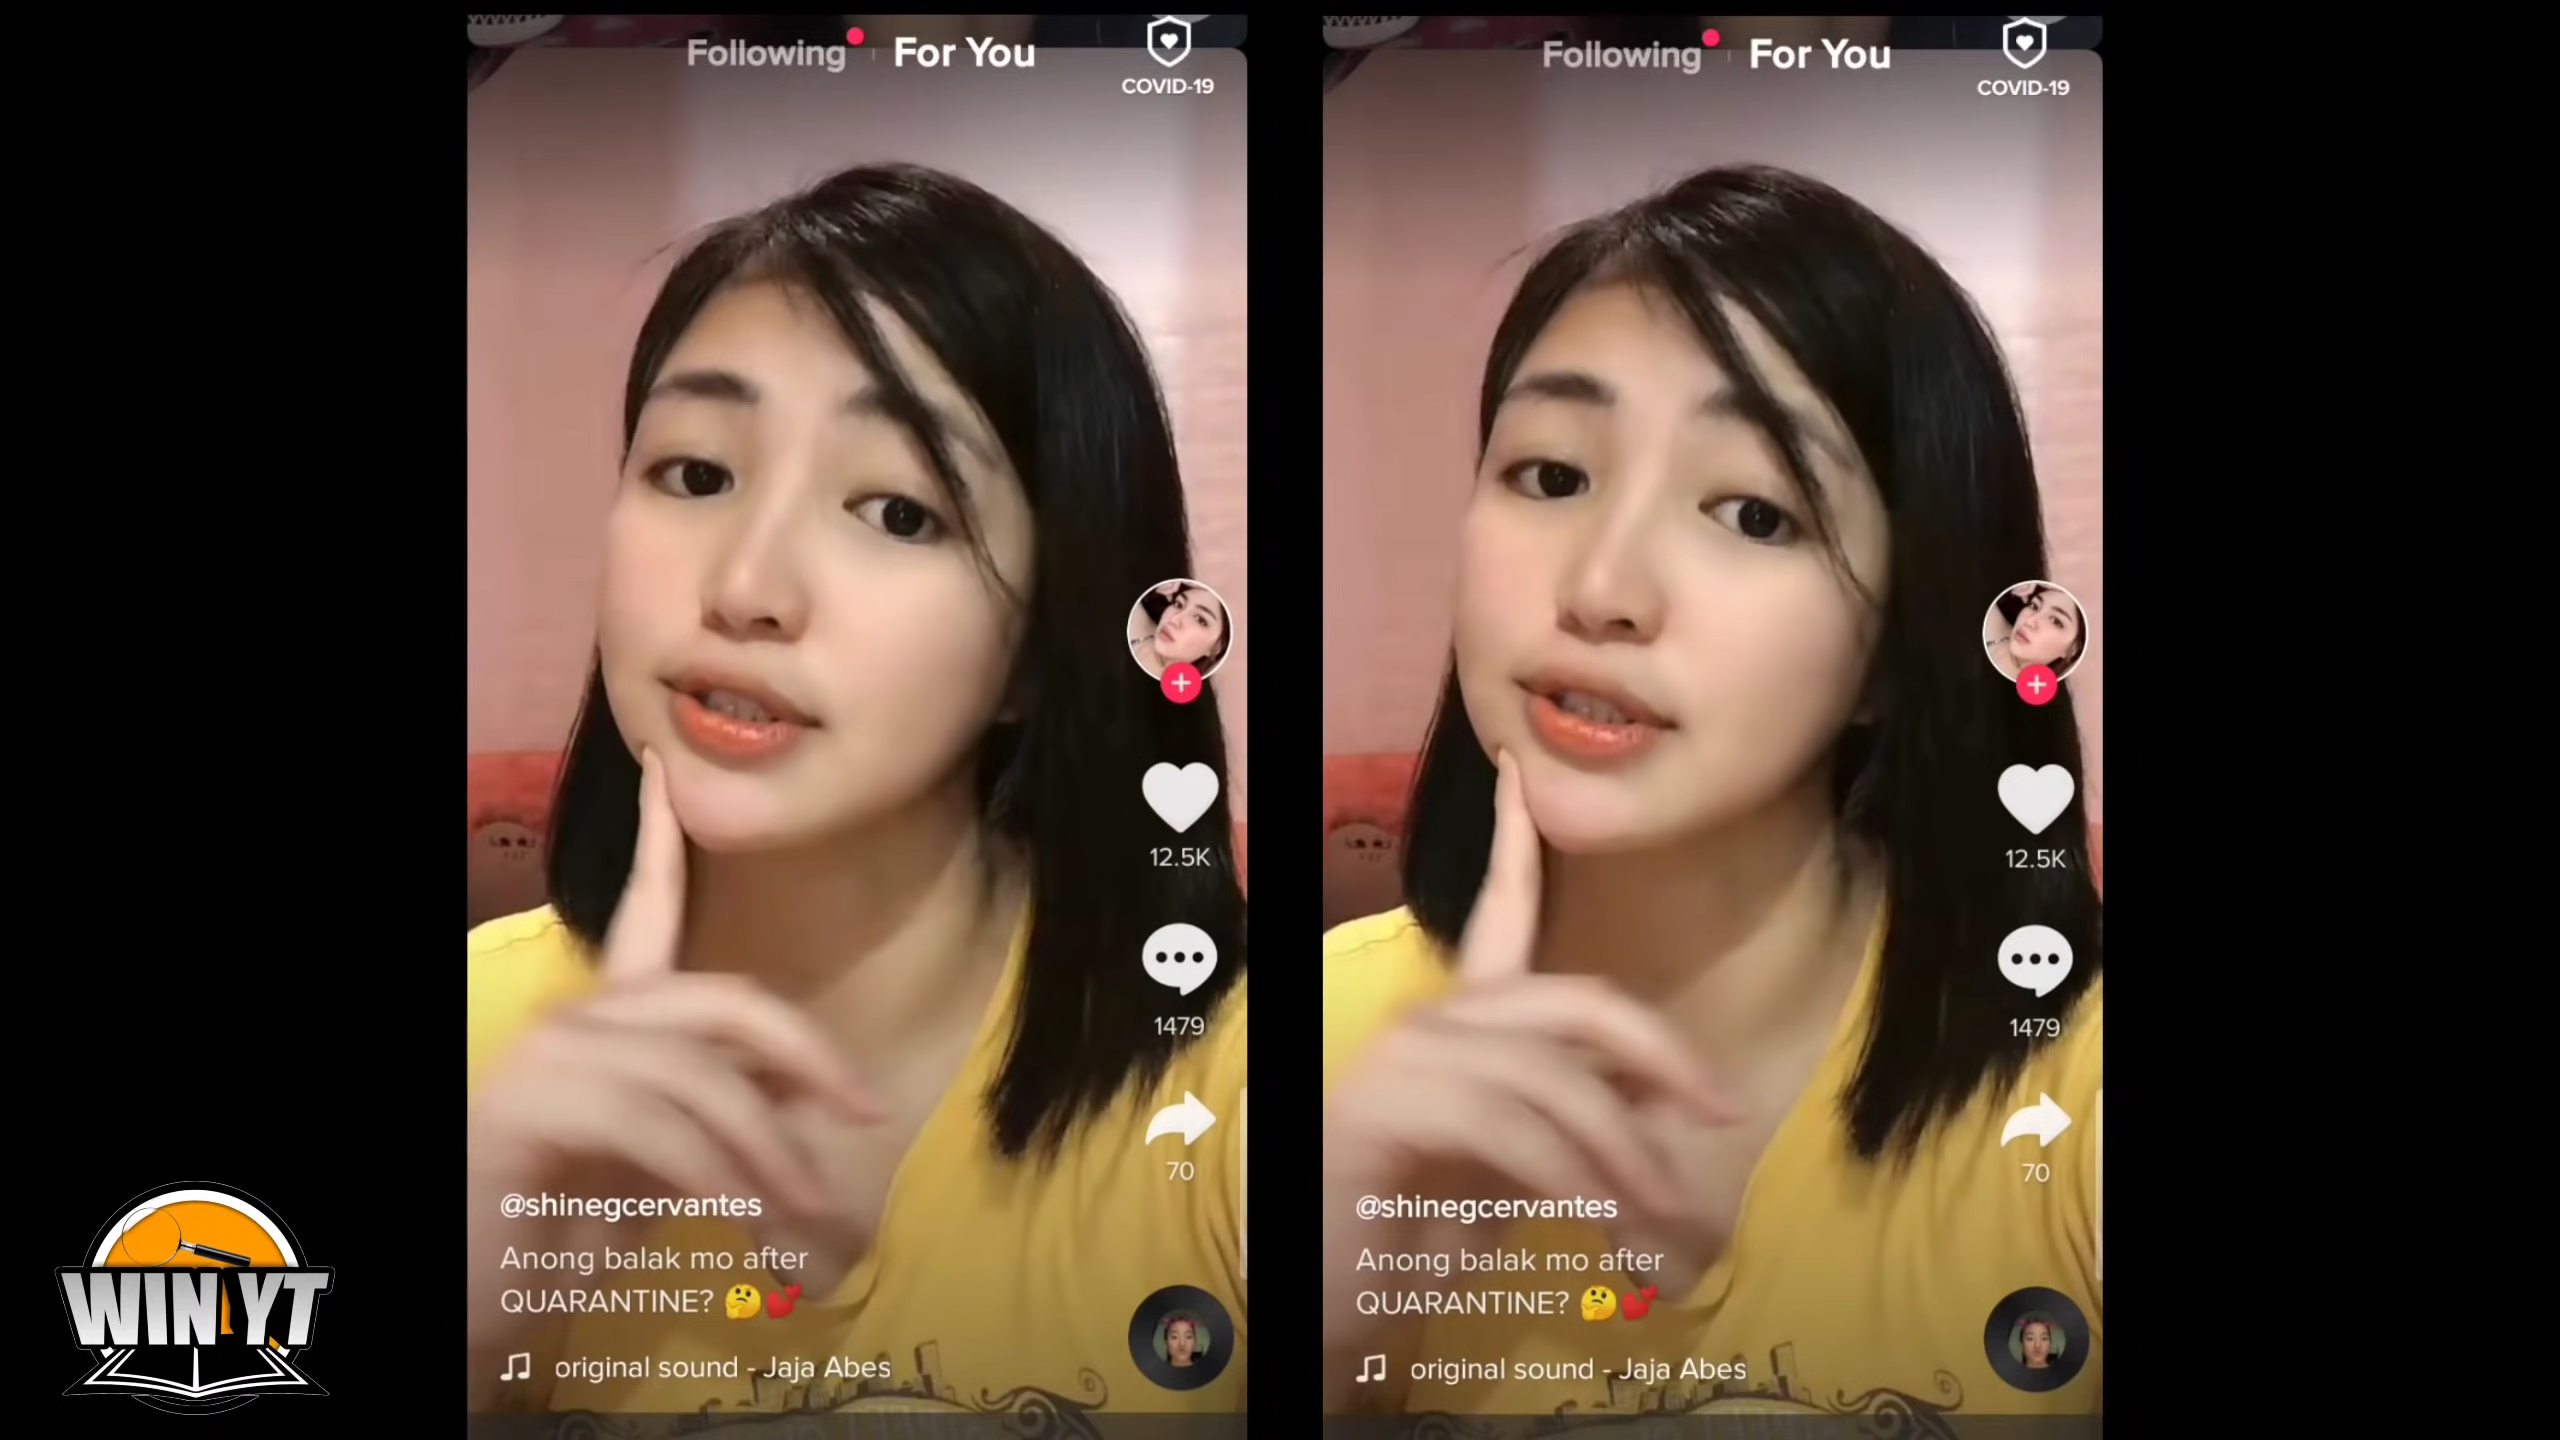 Following For You
COVID-19
12.5K
1479
70
@shinegcervantes
Anong balak mo after
QUARANTINE? 🤔💕
original sound - Jaja Abes
Following For You
COVID-19
12.5K
1479
70
@shinegcervantes
Anong balak mo after
QUARANTINE? 🤔💕
original sound - Jaja Abes
WIN YT